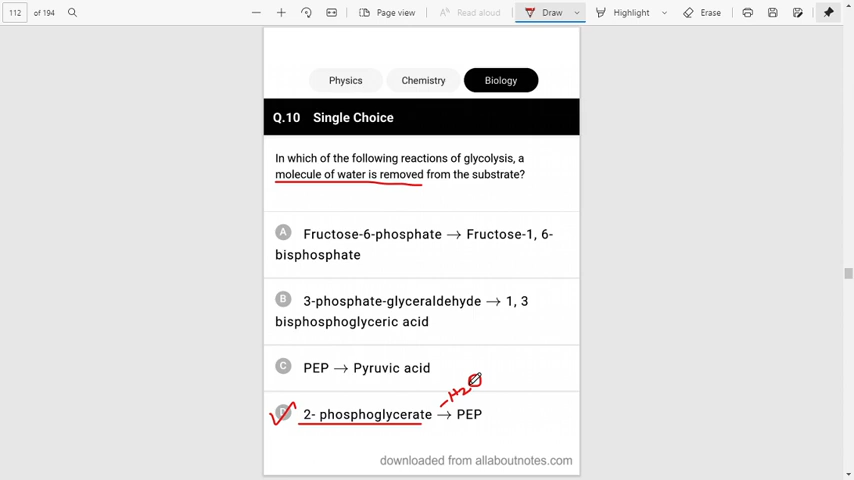 112 of 194 Page view Read aloud Draw Highlight Erase
Physics Chemistry Biology
Q.10 Single Choice
In which of the following reactions of glycolysis, a
molecule of water is removed from the substrate?
A Fructose-6-phosphate → Fructose-1, 6-
bisphosphate
B 3-phosphate-glyceraldehyde → 1, 3
bisphosphoglyceric acid
C PEP → Pyruvic acid
-H2O
D 2- phosphoglycerate → PEP
downloaded from allaboutnotes.com